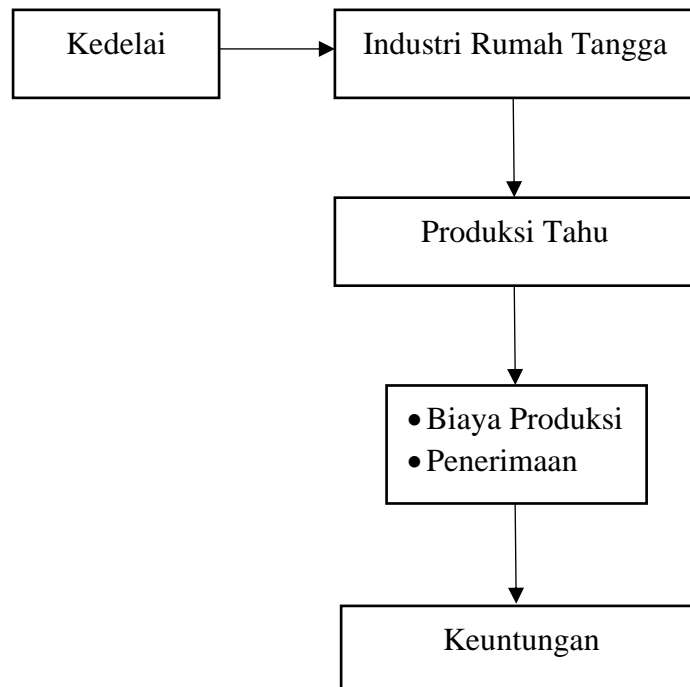 Kedelai
Industri Rumah Tangga
Produksi Tahu
• Biaya Produksi
• Penerimaan
Keuntungan